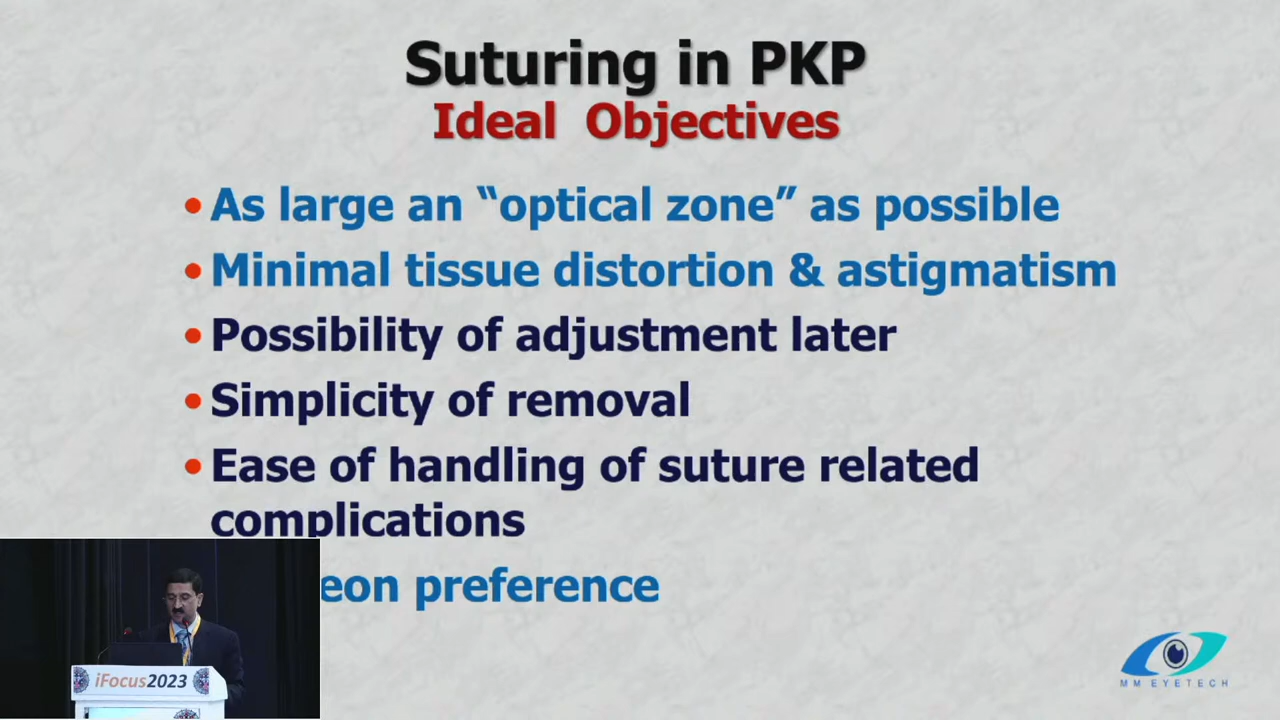 Suturing in PKP
Ideal Objectives
• As large an “optical zone” as possible
• Minimal tissue distortion & astigmatism
• Possibility of adjustment later
• Simplicity of removal
• Ease of handling of suture related
complications
preference
iFocus2023
MM EYETECH